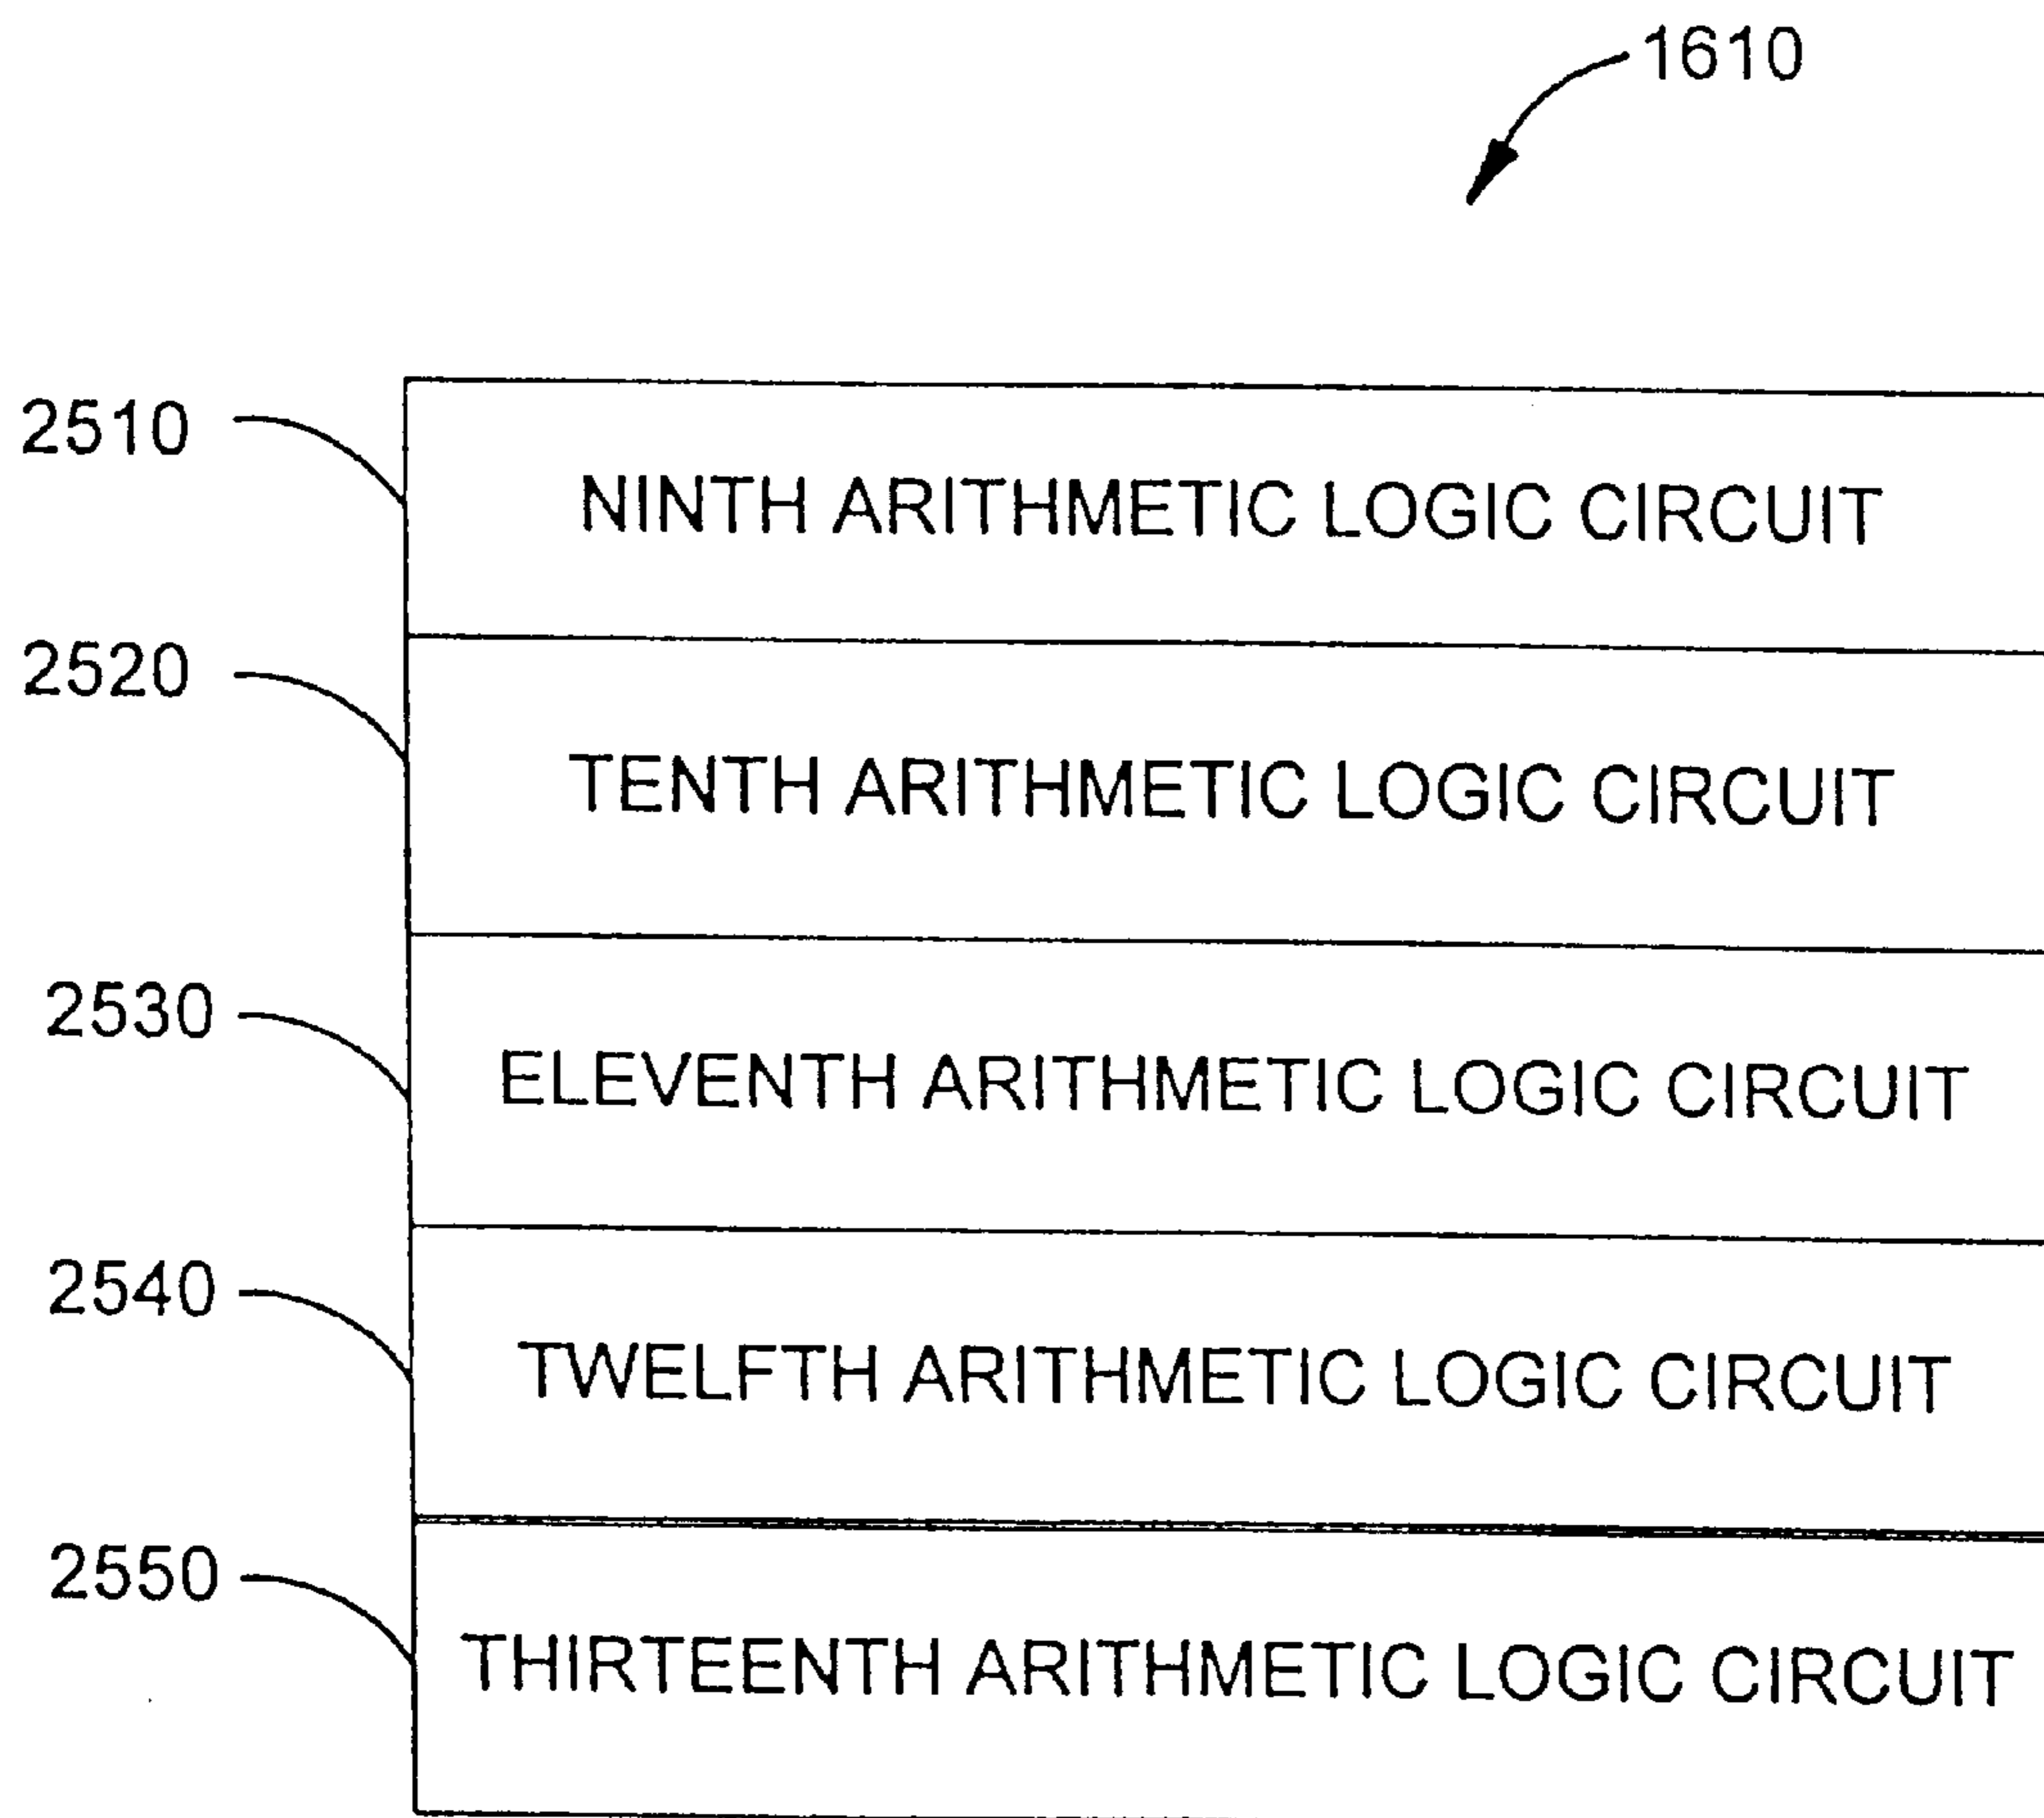 1610
2510
NINTH ARITHMETIC LOGIC CIRCUIT
2520
TENTH ARITHMETIC LOGIC CIRCUIT
2530
ELEVENTH ARITHMETIC LOGIC CIRCUIT
2540
TWELFTH ARITHMETIC LOGIC CIRCUIT
2550
THIRTEENTH ARITHMETIC LOGIC CIRCUIT